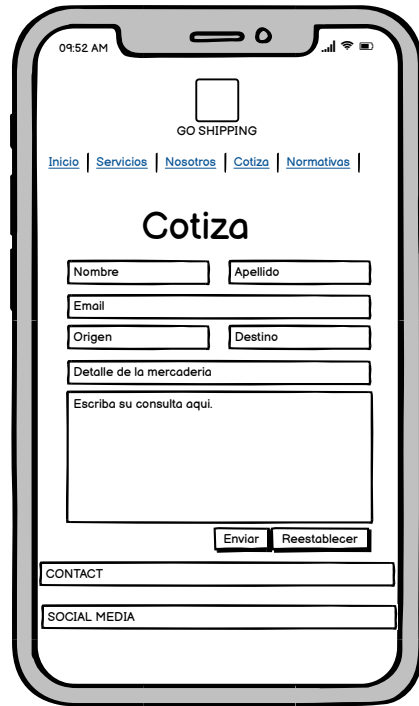 09:52 AM
GO SHIPPING
Inicio Servicios Nosotros Cotiza Normativas
Cotiza
Nombre Apellido
Email
Origen Destino
Detalle de la mercaderia
Escriba su consulta aqui.
Enviar Reestablecer
CONTACT
SOCIAL MEDIA